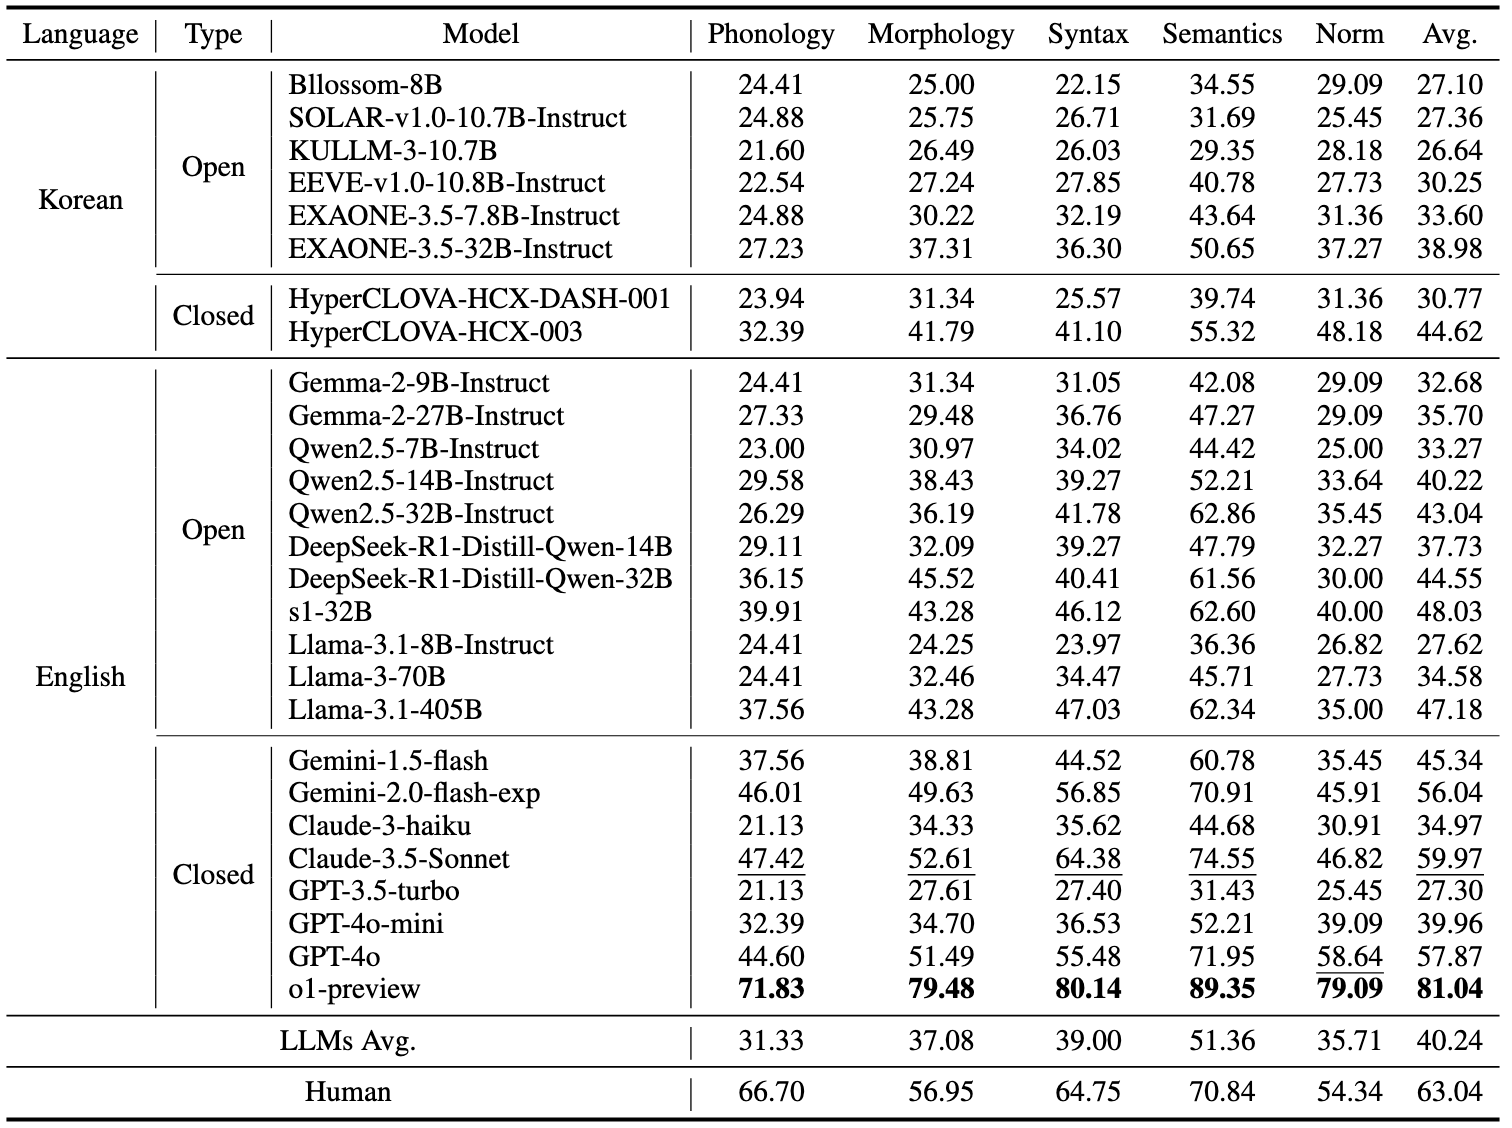 Language Type Model Phonology Morphology Syntax Semantics Norm Avg.
Korean
Open
Bllossom-8B 24.41 25.00 22.15 34.55 29.09 27.10
SOLAR-v1.0-10.7B-Instruct 24.88 25.75 26.71 31.69 25.45 27.36
KULLM-3-10.7B 21.60 26.49 26.03 29.35 28.18 26.64
EEVE-v1.0-10.8B-Instruct 22.54 27.24 27.85 40.78 27.73 30.25
EXAONE-3.5-7.8B-Instruct 24.88 30.22 32.19 43.64 31.36 33.60
EXAONE-3.5-32B-Instruct 27.23 37.31 36.30 50.65 37.27 38.98
Closed
HyperCLOVA-HCX-DASH-001 23.94 31.34 25.57 39.74 31.36 30.77
HyperCLOVA-HCX-003 32.39 41.79 41.10 55.32 48.18 44.62
English
Open
Gemma-2-9B-Instruct 24.41 31.34 31.05 42.08 29.09 32.68
Gemma-2-27B-Instruct 27.33 29.48 36.76 47.27 29.09 35.70
Qwen2.5-7B-Instruct 23.00 30.97 34.02 44.42 25.00 33.27
Qwen2.5-14B-Instruct 29.58 38.43 39.27 52.21 33.64 40.22
Qwen2.5-32B-Instruct 26.29 36.19 41.78 62.86 35.45 43.04
DeepSeek-R1-Distill-Qwen-14B 29.11 32.09 39.27 47.79 32.27 37.73
DeepSeek-R1-Distill-Qwen-32B 36.15 45.52 40.41 61.56 30.00 44.55
s1-32B 39.91 43.28 46.12 62.60 40.00 48.03
Llama-3.1-8B-Instruct 24.41 24.25 23.97 36.36 26.82 27.62
Llama-3-70B 24.41 32.46 34.47 45.71 27.73 34.58
Llama-3.1-405B 37.56 43.28 47.03 62.34 35.00 47.18
Closed
Gemini-1.5-flash 37.56 38.81 44.52 60.78 35.45 45.34
Gemini-2.0-flash-exp 46.01 49.63 56.85 70.91 45.91 56.04
Claude-3-haiku 21.13 34.33 35.62 44.68 30.91 34.97
Claude-3.5-Sonnet 47.42 52.61 64.38 74.55 46.82 59.97
GPT-3.5-turbo 21.13 27.61 27.40 31.43 25.45 27.30
GPT-4o-mini 32.39 34.70 36.53 52.21 39.09 39.96
GPT-4o 44.60 51.49 55.48 71.95 58.64 57.87
o1-preview 71.83 79.48 80.14 89.35 79.09 81.04
LLMs Avg. 31.33 37.08 39.00 51.36 35.71 40.24
Human 66.70 56.95 64.75 70.84 54.34 63.04